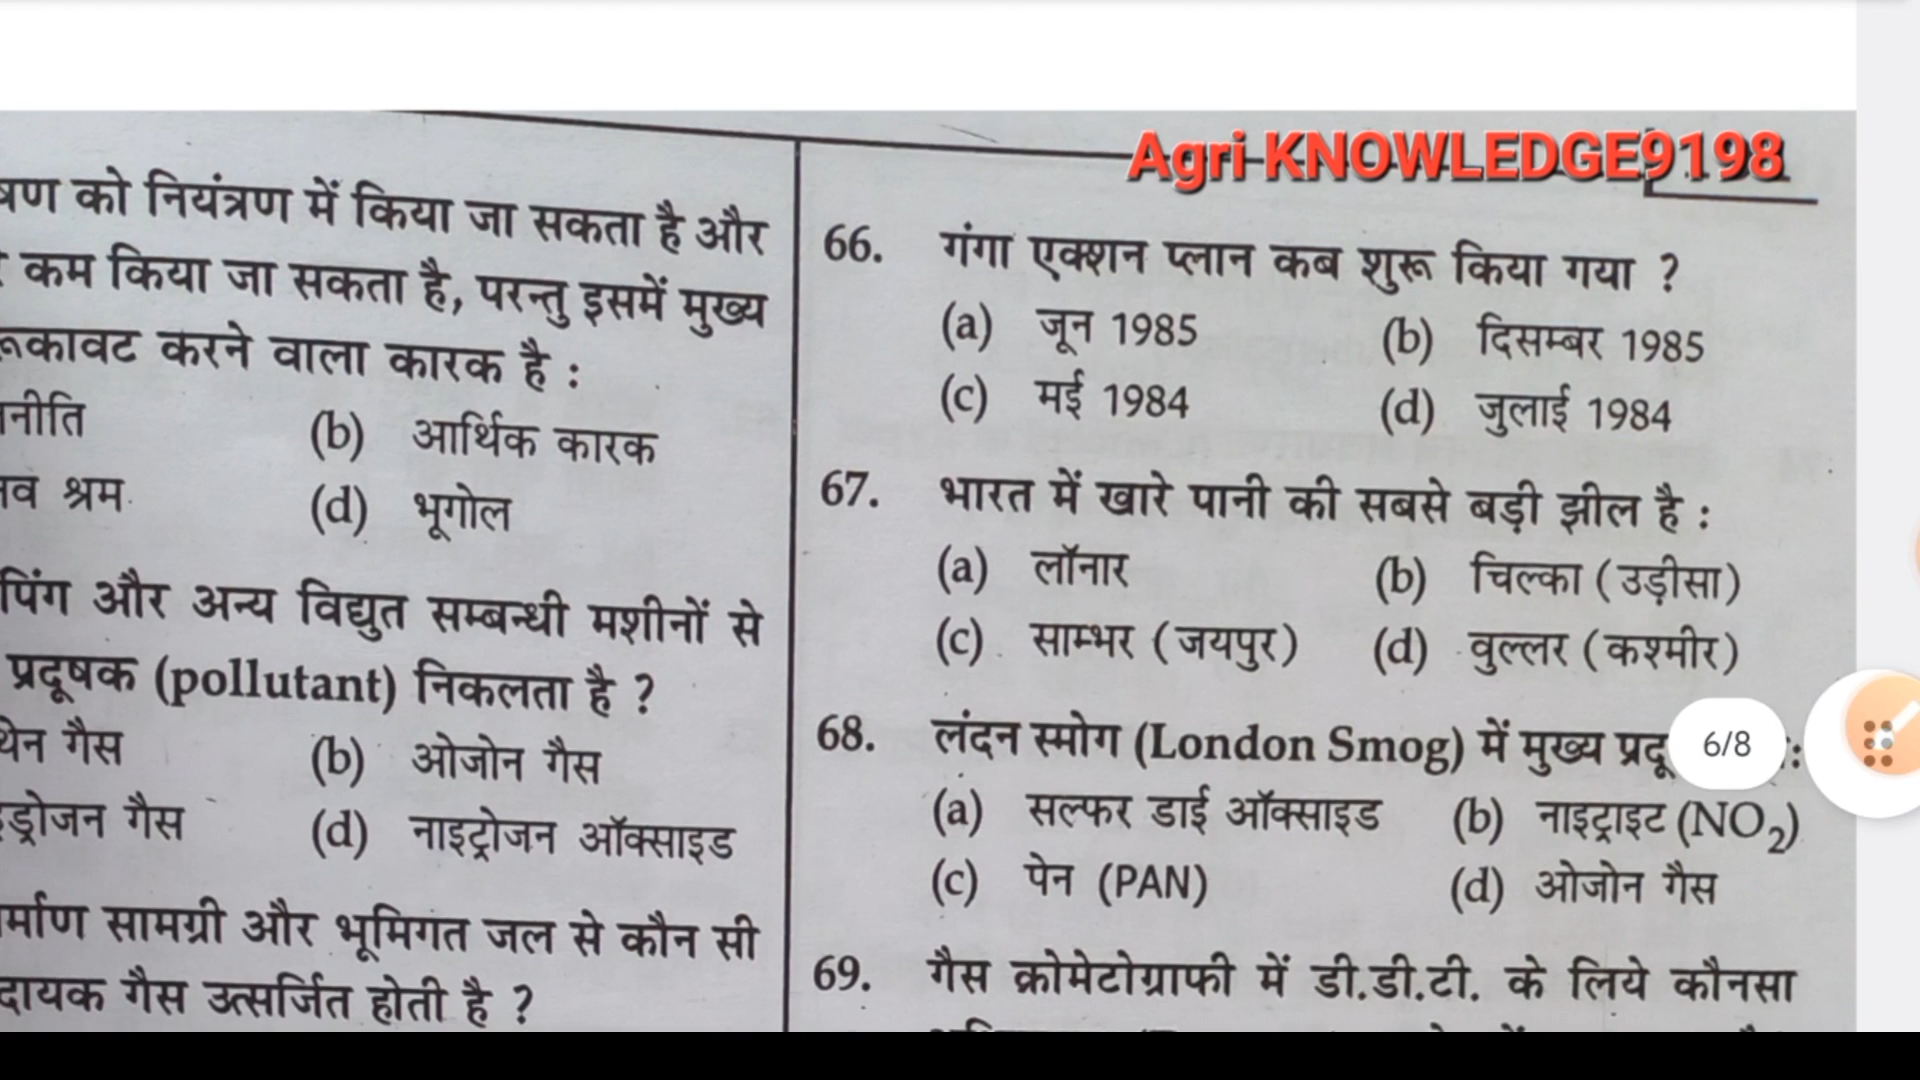 Agri-KNOWLEDGE9198
को नियंत्रण में किया जा सकता है और
कम किया जा सकता है, परन्तु इसमें मुख्य
रूकावट करने वाला कारक है :
(b) आर्थिक कारक
श्रम
(d) भूगोल
और अन्य विद्युत सम्बन्धी मशीनों से
प्रदूषक (pollutant) निकलता है ?
गैस
(b) ओजोन गैस
गैस
(d) नाइट्रोजन ऑक्साइड
सामग्री और भूमिगत जल से कौन सी
गैस उत्सर्जित होती है ?
66. गंगा एक्शन प्लान कब शुरू किया गया ?
(a) जून 1985 (b) दिसम्बर 1985
(c) मई 1984 (d) जुलाई 1984
67. भारत में खारे पानी की सबसे बड़ी झील है :
(a) लॉनार (b) चिल्का (उड़ीसा)
(c) साम्भर (जयपुर) (d) वुल्लर (कश्मीर)
68. लंदन स्मोग (London Smog) में मुख्य
6/8
(a) सल्फर डाई ऑक्साइड (b) नाइट्राइट (NO2)
(c) पेन (PAN) (d) ओजोन गैस
69. गैस क्रोमेटोग्राफी में डी.डी.टी. के लिये कौनसा